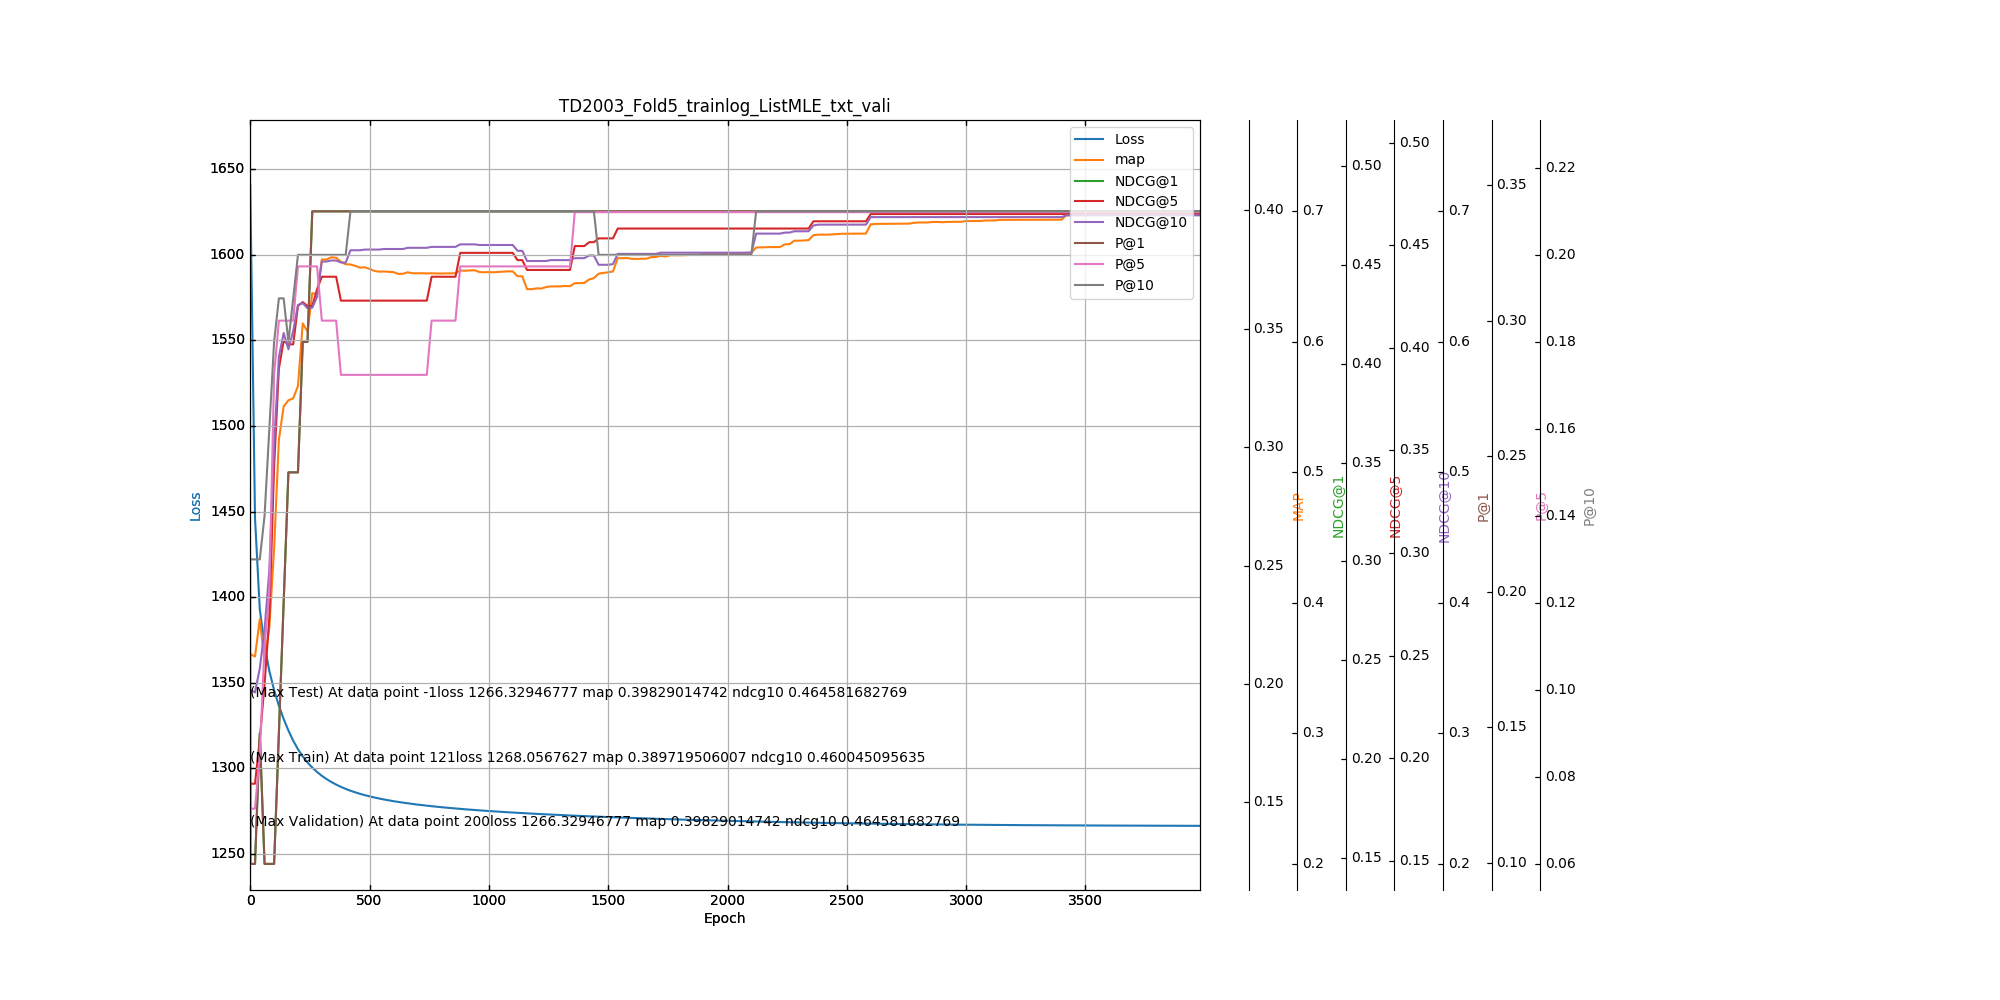 TD2003_Fold5_trainlog_ListMLE_txt_vali
Loss
map
NDCG@1
NDCG@5
NDCG@10
P@1
P@5
P@10
1650
1600
1550
1500
1450
1400
1350
1300
1250
Loss
(Max Test) At data point -1loss 1266.32946777 map 0.39829014742 ndcg10 0.464581682769
(Max Train) At data point 121loss 1268.0567627 map 0.389719506007 ndcg10 0.460045095635
(Max Validation) At data point 200loss 1266.32946777 map 0.39829014742 ndcg10 0.464581682769
0 500 1000 1500 2000 2500 3000 3500
Epoch
0.40
0.35
0.30
0.25
0.20
0.15
MAP
0.7
0.6
0.5
0.4
0.3
0.2
NDCG@1
0.50
0.45
0.40
0.35
0.30
0.25
0.20
0.15
NDCG@5
0.50
0.45
0.40
0.35
0.30
0.25
0.20
0.15
NDCG@10
0.7
0.6
0.5
0.4
0.3
0.2
P@1
0.35
0.30
0.25
0.20
0.15
0.10
P@5
0.22
0.20
0.18
0.16
0.14
0.12
0.10
0.08
0.06
P@10